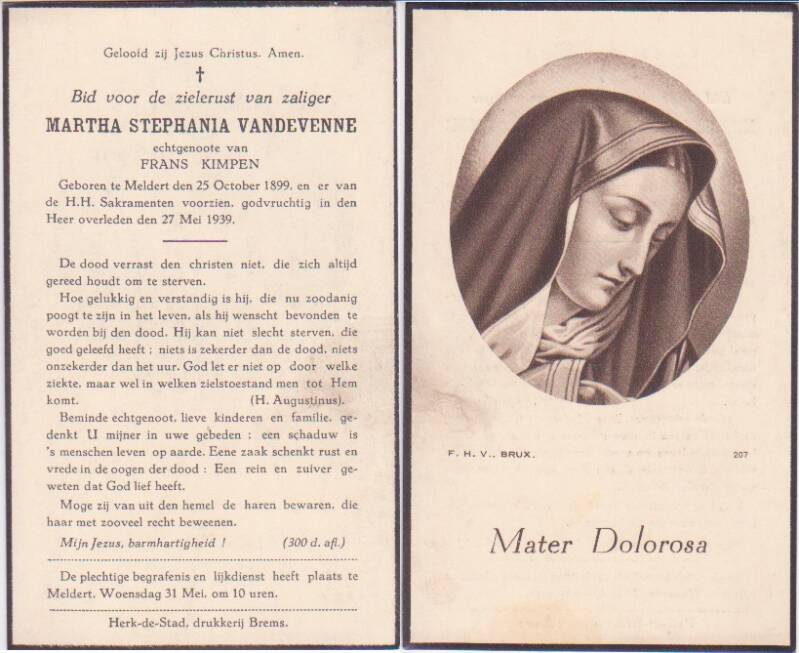 Geloofd zij Jezus Christus. Amen.
Bid voor de zielerust van zaliger
MARTHA STEPHANIA VANDEVENNE
echtgenoote van
FRANS KIMPEN
Geboren te Meldert den 25 October 1899, en er van
de H.H. Sakramenten voorzien, godvruchtig in den
Heer overleden den 27 Mei 1939.
De dood verrast den christen niet, die zich altijd
gereed houdt om te sterven.
Hoe gelukkig en verstandig is hij, die nu zoodanig
poogt te zijn in het leven, als hij wenscht bevonden te
worden bij den dood. Hij kan niet slecht sterven, die
goed geleefd heeft ; niets is zekerder dan de dood, niets
onzekerder dan het uur. God let er niet op door welke
ziekte, maar wel in welken zielstoestand men tot Hem
komt. (H. Augustinus).
Beminde echtgenoot, lieve kinderen en familie, ge-
denkt U mijner in uwe gebeden : een schaduw is
's menschen leven op aarde. Eene zaak schenkt rust en
vrede in de oogen der dood : Een rein en zuiver ge-
weten dat God lief heeft.
Moge zij van uit den hemel de haren bewaren, die
haar met zooveel recht beweenen.
Mijn Jezus, barmhartigheid ! (300 d. afl.)
De plechtige begrafenis en lijkdienst heeft plaats te
Meldert, Woensdag 31 Mei, om 10 uren.
Herk-de-Stad, drukkerij Brems.
F. H. V., BRUX. 207
Mater Dolorosa